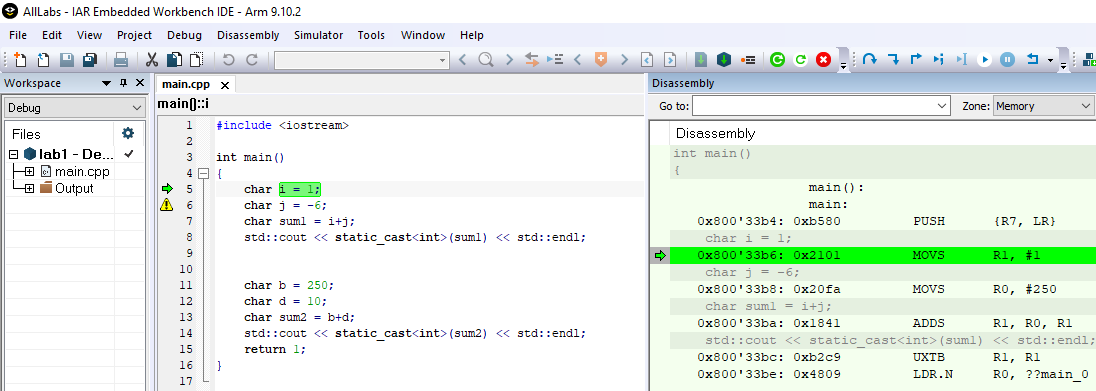 AllLabs - IAR Embedded Workbench IDE - Arm 9.10.2
File Edit View Project Debug Disassembly Simulator Tools Window Help
Workspace
Debug
Files
lab1 - De...
main.cpp
Output
main.cpp
main()::i
1 #include <iostream>
2
3 int main()
4 {
5 char i = 1;
6 char j = -6;
7 char sum1 = i+j;
8 std::cout << static_cast<int>(sum1) << std::endl;
9
10
11 char b = 250;
12 char d = 10;
13 char sum2 = b+d;
14 std::cout << static_cast<int>(sum2) << std::endl;
15 return 1;
16 }
17
Disassembly
Go to: Zone: Memory
Disassembly
int main()
{
main():
main:
0x800'33b4: 0xb580 PUSH {R7, LR}
char i = 1;
0x800'33b6: 0x2101 MOVS R1, #1
char j = -6;
0x800'33b8: 0x20fa MOVS R0, #250
char sum1 = i+j;
0x800'33ba: 0x1841 ADDS R1, R0, R1
std::cout << static_cast<int>(sum1) << std::endl;
0x800'33bc: 0xb2c9 UXTB R1, R1
0x800'33be: 0x4809 LDR.N R0, ??main_0